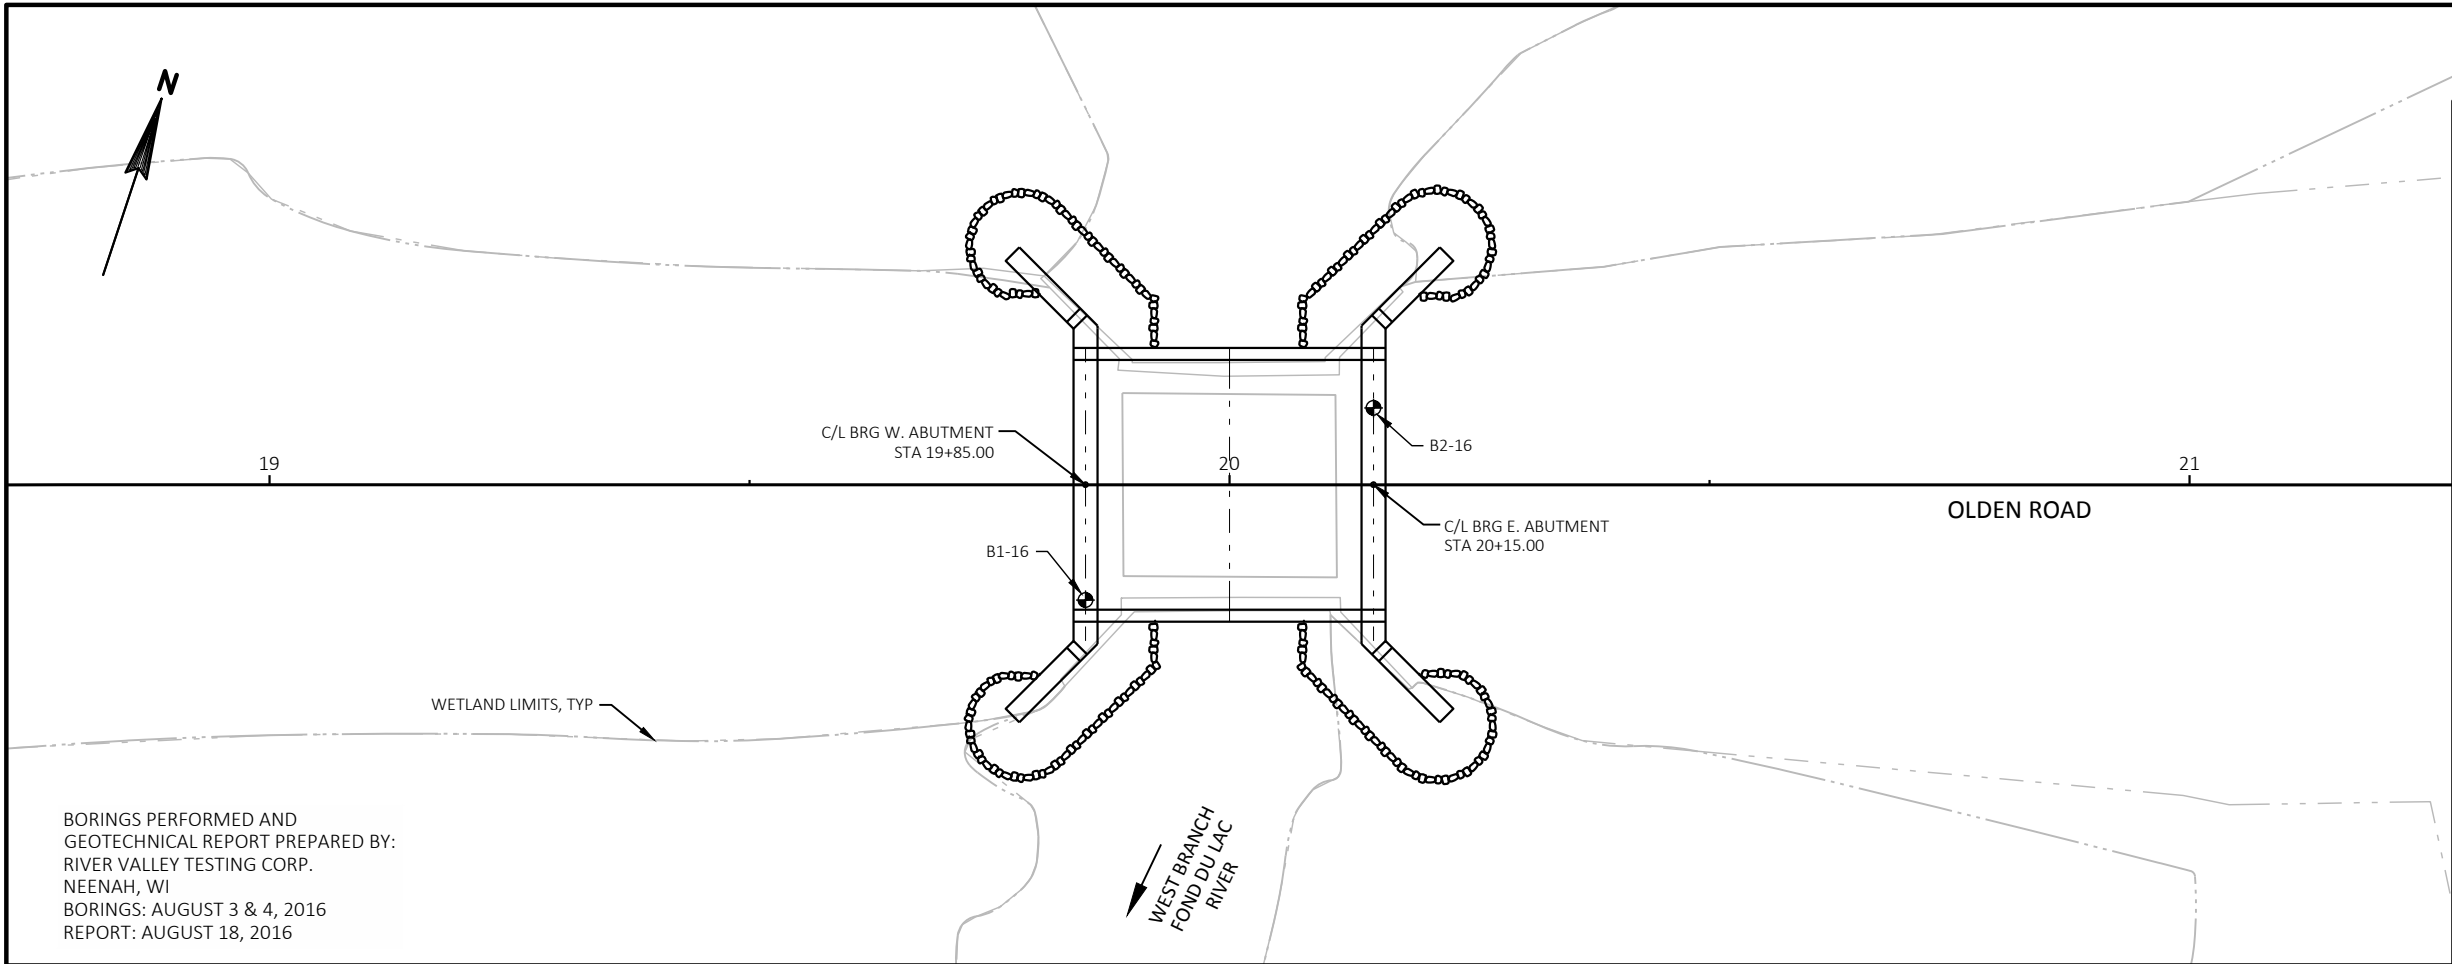 N
C/L BRG W. ABUTMENT
STA 19+85.00
B2-16
19
20
21
OLDEN ROAD
C/L BRG E. ABUTMENT
STA 20+15.00
B1-16
WETLAND LIMITS, TYP
BORINGS PERFORMED AND
GEOTECHNICAL REPORT PREPARED BY:
RIVER VALLEY TESTING CORP.
NEENAH, WI
BORINGS: AUGUST 3 & 4, 2016
REPORT: AUGUST 18, 2016
WEST BRANCH
FOND DU LAC
RIVER